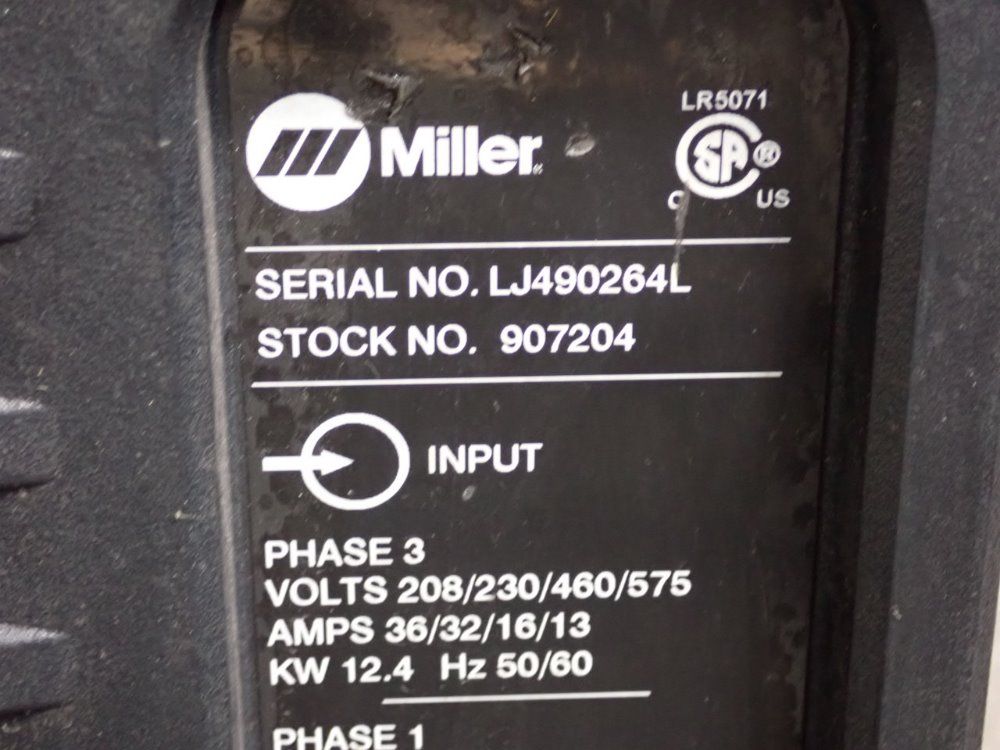 LR5071
Miller
SA ®
C US
SERIAL NO. LJ490264L
STOCK NO. 907204
INPUT
PHASE 3
VOLTS 208/230/460/575
AMPS 36/32/16/13
KW 12.4 Hz 50/60
PHASE 1